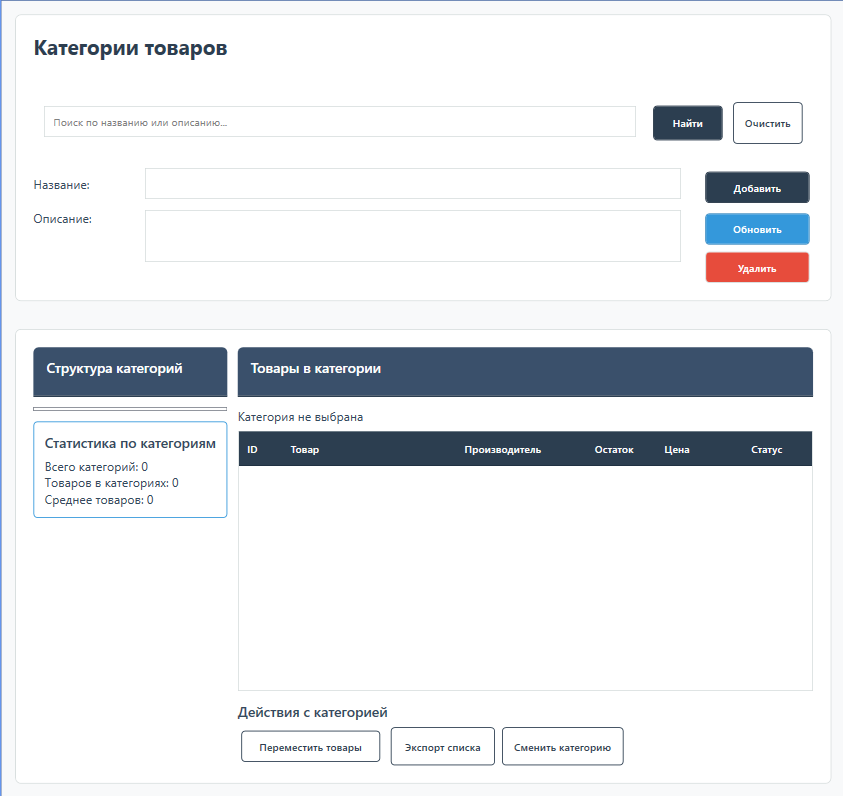 Категории товаров
Поиск по названию или описанию...
Найти
Очистить
Название:
Добавить
Описание:
Обновить
Удалить
Структура категорий
Товары в категории
Категория не выбрана
Статистика по категориям
Всего категорий: 0
Товаров в категориях: 0
Среднее товаров: 0
ID Товар Производитель Остаток Цена Статус
Действия с категорией
Переместить товары
Экспорт списка
Сменить категорию